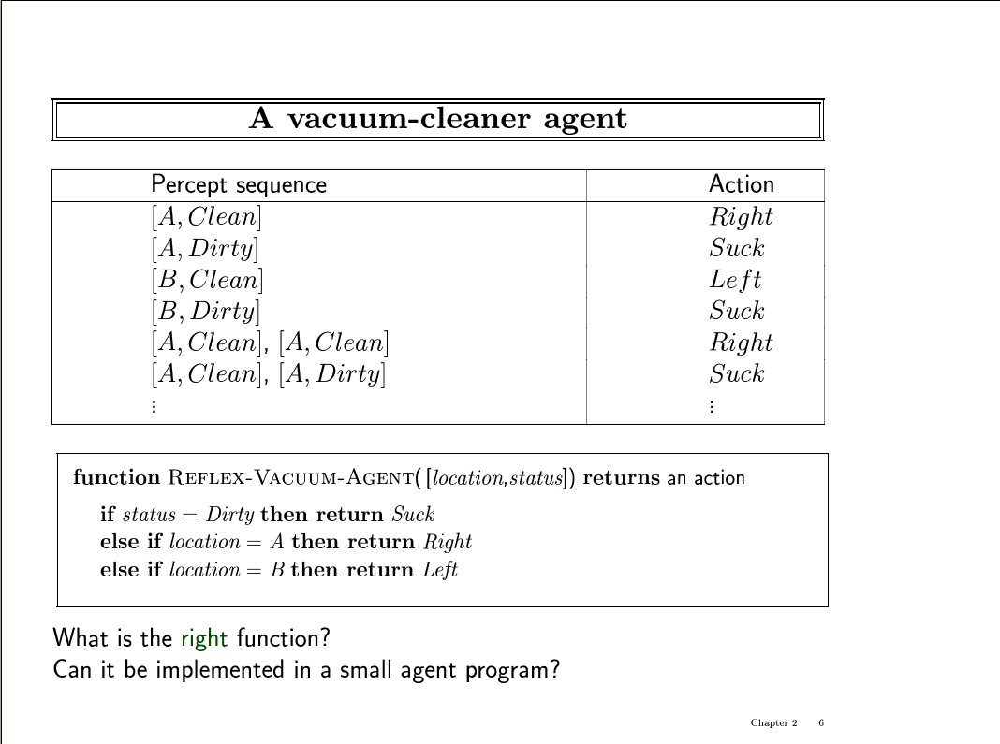 A vacuum-cleaner agent
Percept sequence Action
[A, Clean] Right
[A, Dirty] Suck
[B, Clean] Left
[B, Dirty] Suck
[A, Clean], [A, Clean] Right
[A, Clean], [A, Dirty] Suck
⋮ ⋮
function REFLEX-VACUUM-AGENT( [location,status]) returns an action
if status = Dirty then return Suck
else if location = A then return Right
else if location = B then return Left
What is the right function?
Can it be implemented in a small agent program?
Chapter 2 6